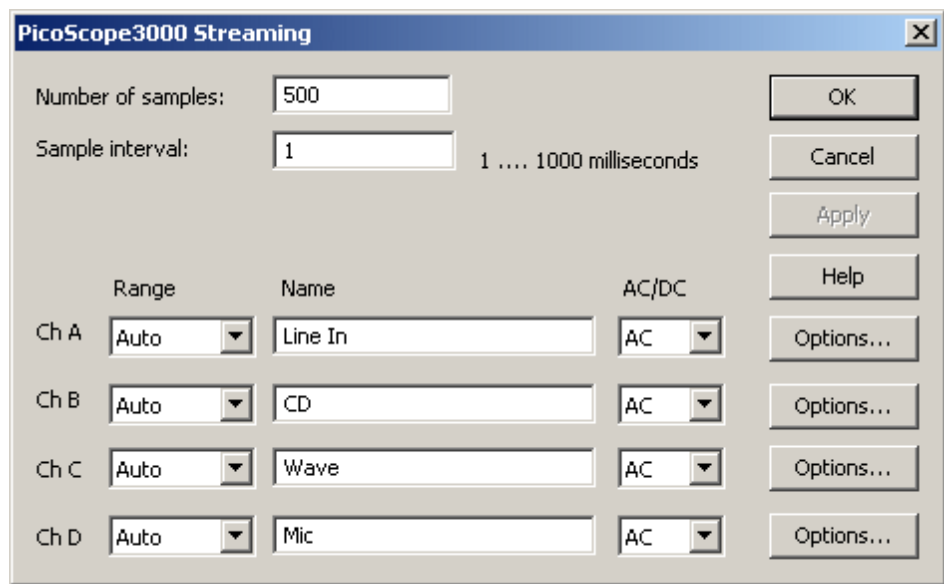 PicoScope3000 Streaming
Number of samples: 500 OK
Sample interval: 1 1 .... 1000 milliseconds Cancel
Apply
Range Name AC/DC Help
Ch A Auto Line In AC Options...
Ch B Auto CD AC Options...
Ch C Auto Wave AC Options...
Ch D Auto Mic AC Options...